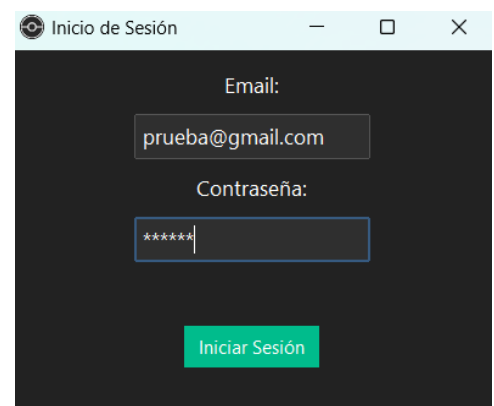 Inicio de Sesión
Email:
prueba@gmail.com
Contraseña:
******
Iniciar Sesión